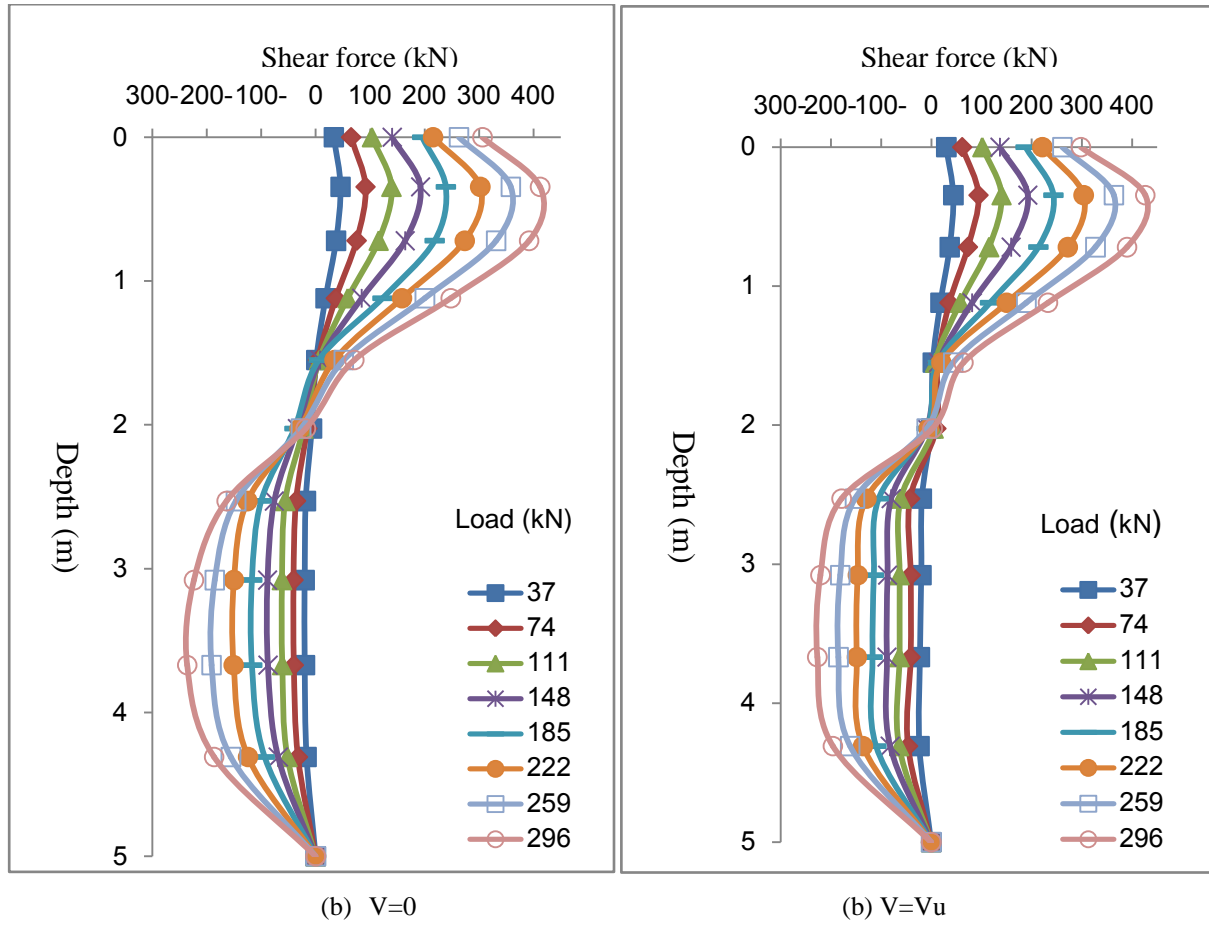 Shear force (kN)
300- 200- 100- 0 100 200 300 400
0
1
2
3
4
5
Depth (m)
Load (kN)
37
74
111
148
185
222
259
296
(b) V=0
Shear force (kN)
300- 200- 100- 0 100 200 300 400
0
1
2
3
4
5
Depth (m)
Load (kN)
37
74
111
148
185
222
259
296
(b) V=Vu